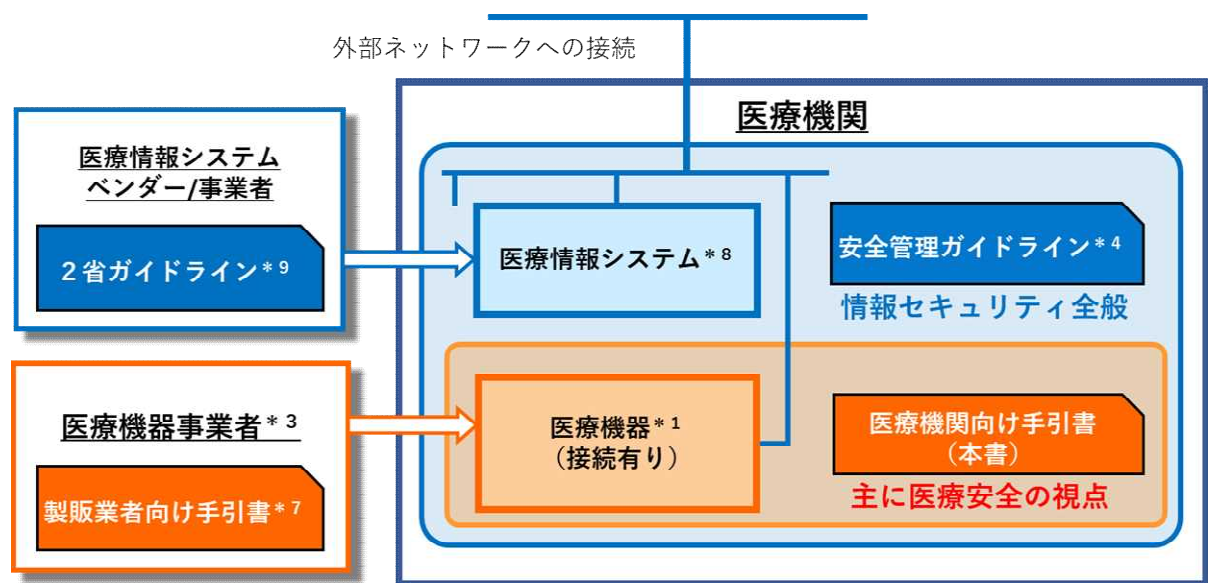 外部ネットワークへの接続
医療機関
医療情報システム
ベンダー/事業者
2省ガイドライン*9
医療情報システム*8
安全管理ガイドライン*4
情報セキュリティ全般
医療機器事業者*3
製販業者向け手引書*7
医療機器*1
（接続有り）
医療機関向け手引書
（本書）
主に医療安全の視点